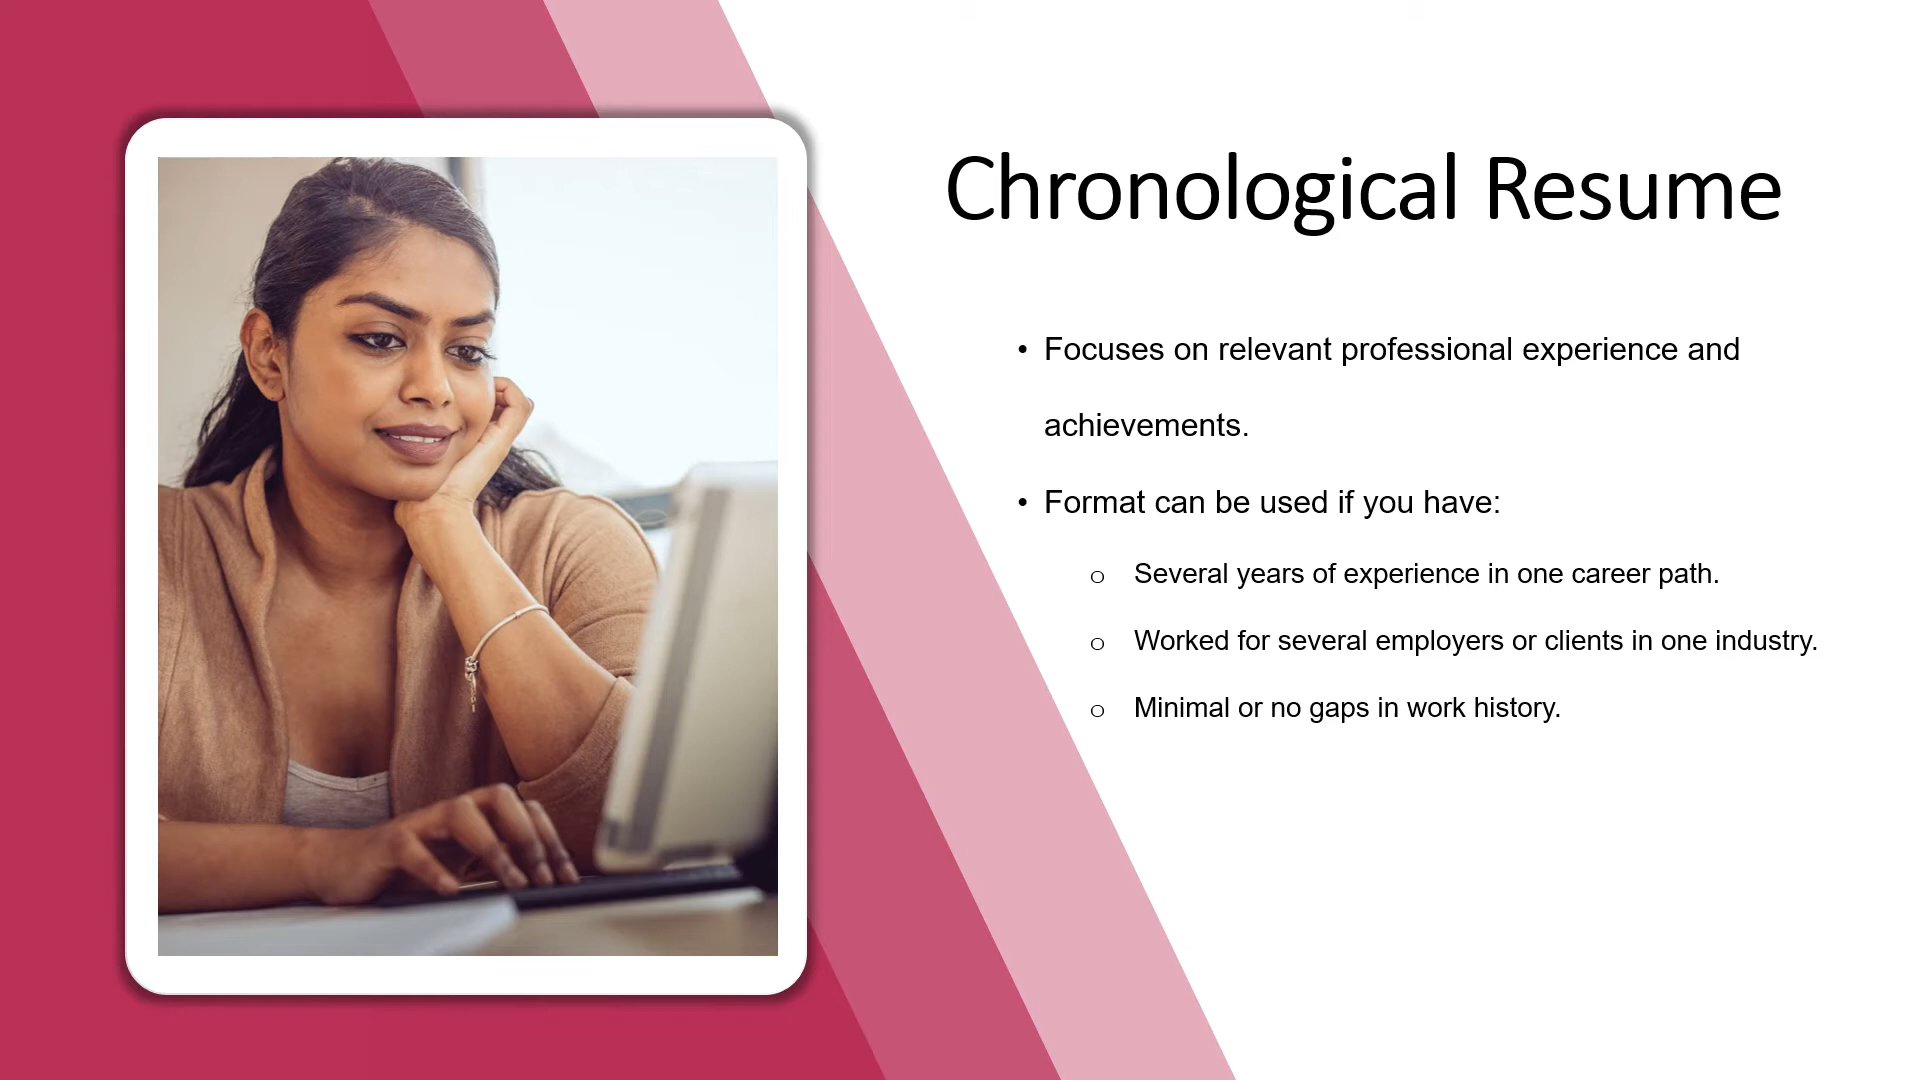 Chronological Resume
• Focuses on relevant professional experience and
achievements.
• Format can be used if you have:
o Several years of experience in one career path.
o Worked for several employers or clients in one industry.
o Minimal or no gaps in work history.